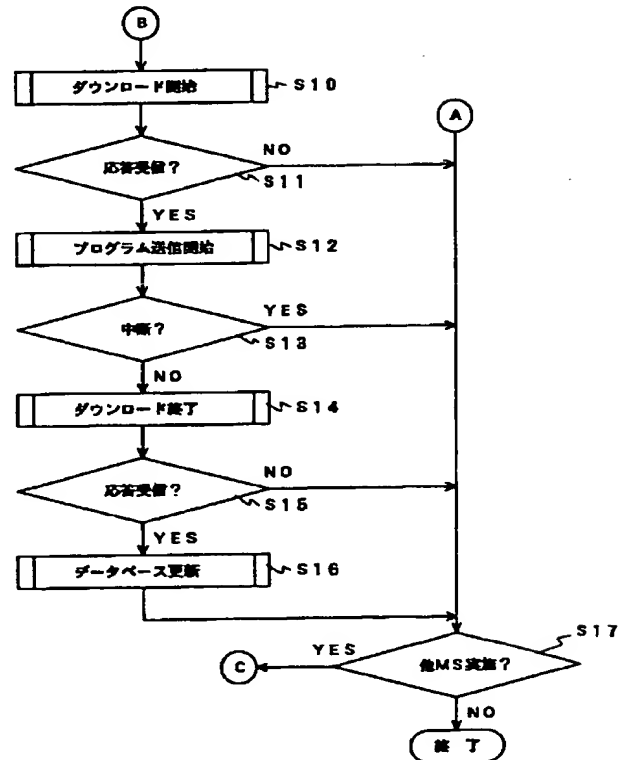 B
ダウンロード開始
S10
A
応答受信?
NO
S11
YES
プログラム送信開始
S12
中断?
YES
S13
NO
ダウンロード終了
S14
応答受信?
NO
S15
YES
データベース更新
S16
S17
他MS実施?
YES
C
NO
終 了